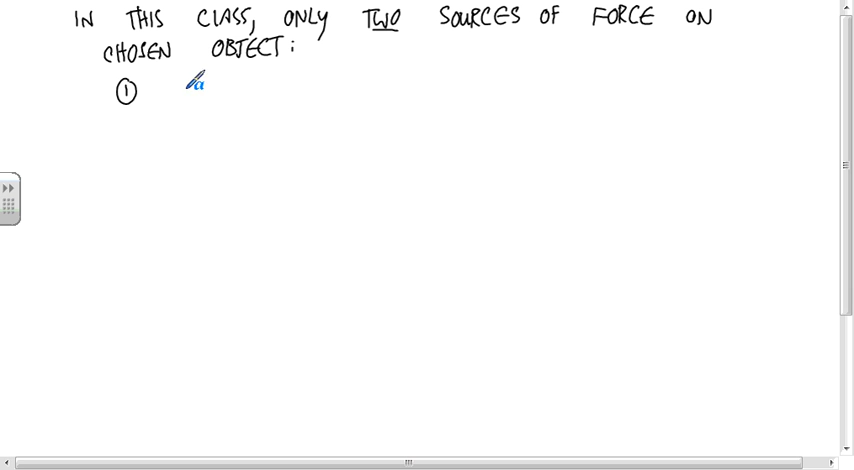 IN THIS CLASS, ONLY TWO SOURCES OF FORCE ON
CHOSEN OBJECT:
①